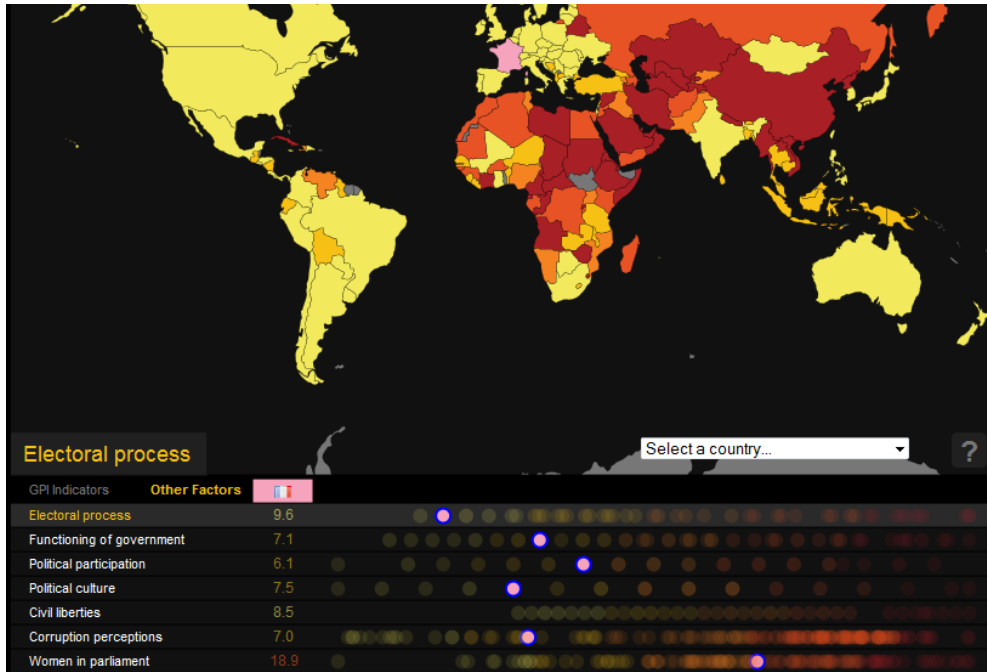 Electoral process
Select a country...
?
GPI Indicators Other Factors
Electoral process 9.6
Functioning of government 7.1
Political participation 6.1
Political culture 7.5
Civil liberties 8.5
Corruption perceptions 7.0
Women in parliament 18.9